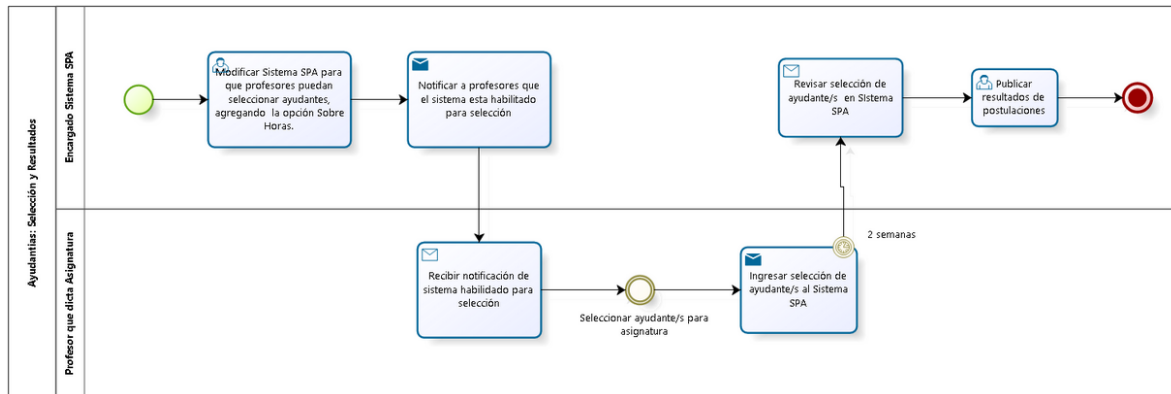 Ayudantías: Selección y Resultados
Encargado Sistema SPA
Modificar Sistema SPA para
que profesores puedan
seleccionar ayudantes,
agregando la opción Sobre
Horas.
Notificar a profesores que
el sistema esta habilitado
para selección
Revisar selección de
ayudante/s en Sistema
SPA
Publicar
resultados de
postulaciones
Profesor que dicta Asignatura
Recibir notificación de
sistema habilidado para
selección
Seleccionar ayudante/s para
asignatura
Ingresar selección de
ayudante/s al Sistema
SPA
2 semanas